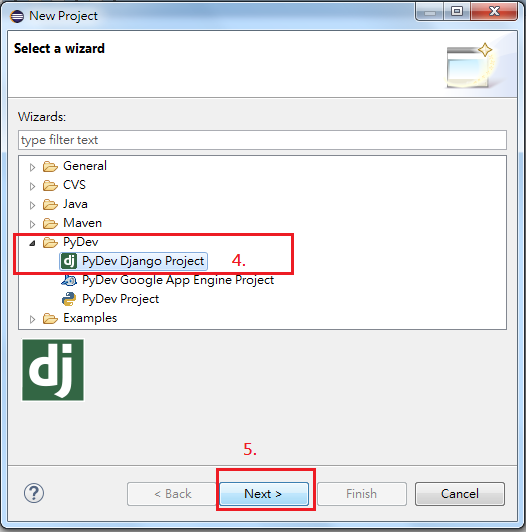 New Project
Select a wizard
Wizards:
type filter text
General
CVS
Java
Maven
PyDev
PyDev Django Project 4.
PyDev Google App Engine Project
PyDev Project
Examples
dj
5.
? < Back Next > Finish Cancel